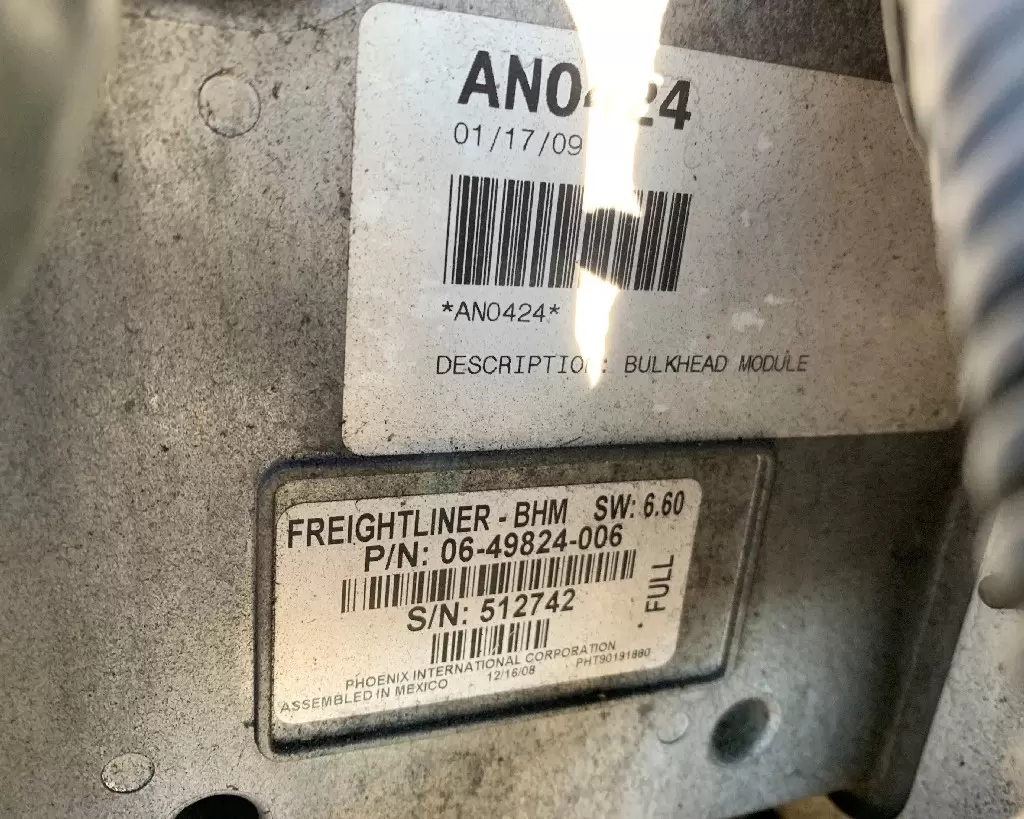 AN0424
01/17/09
*AN0424*
DESCRIPTION: BULKHEAD MODULE
FREIGHTLINER - BHM SW: 6.60
P/N: 06-49824-006
S/N: 512742
FULL
PHOENIX INTERNATIONAL CORPORATION
ASSEMBLED IN MEXICO 12/16/08 PHT90191880